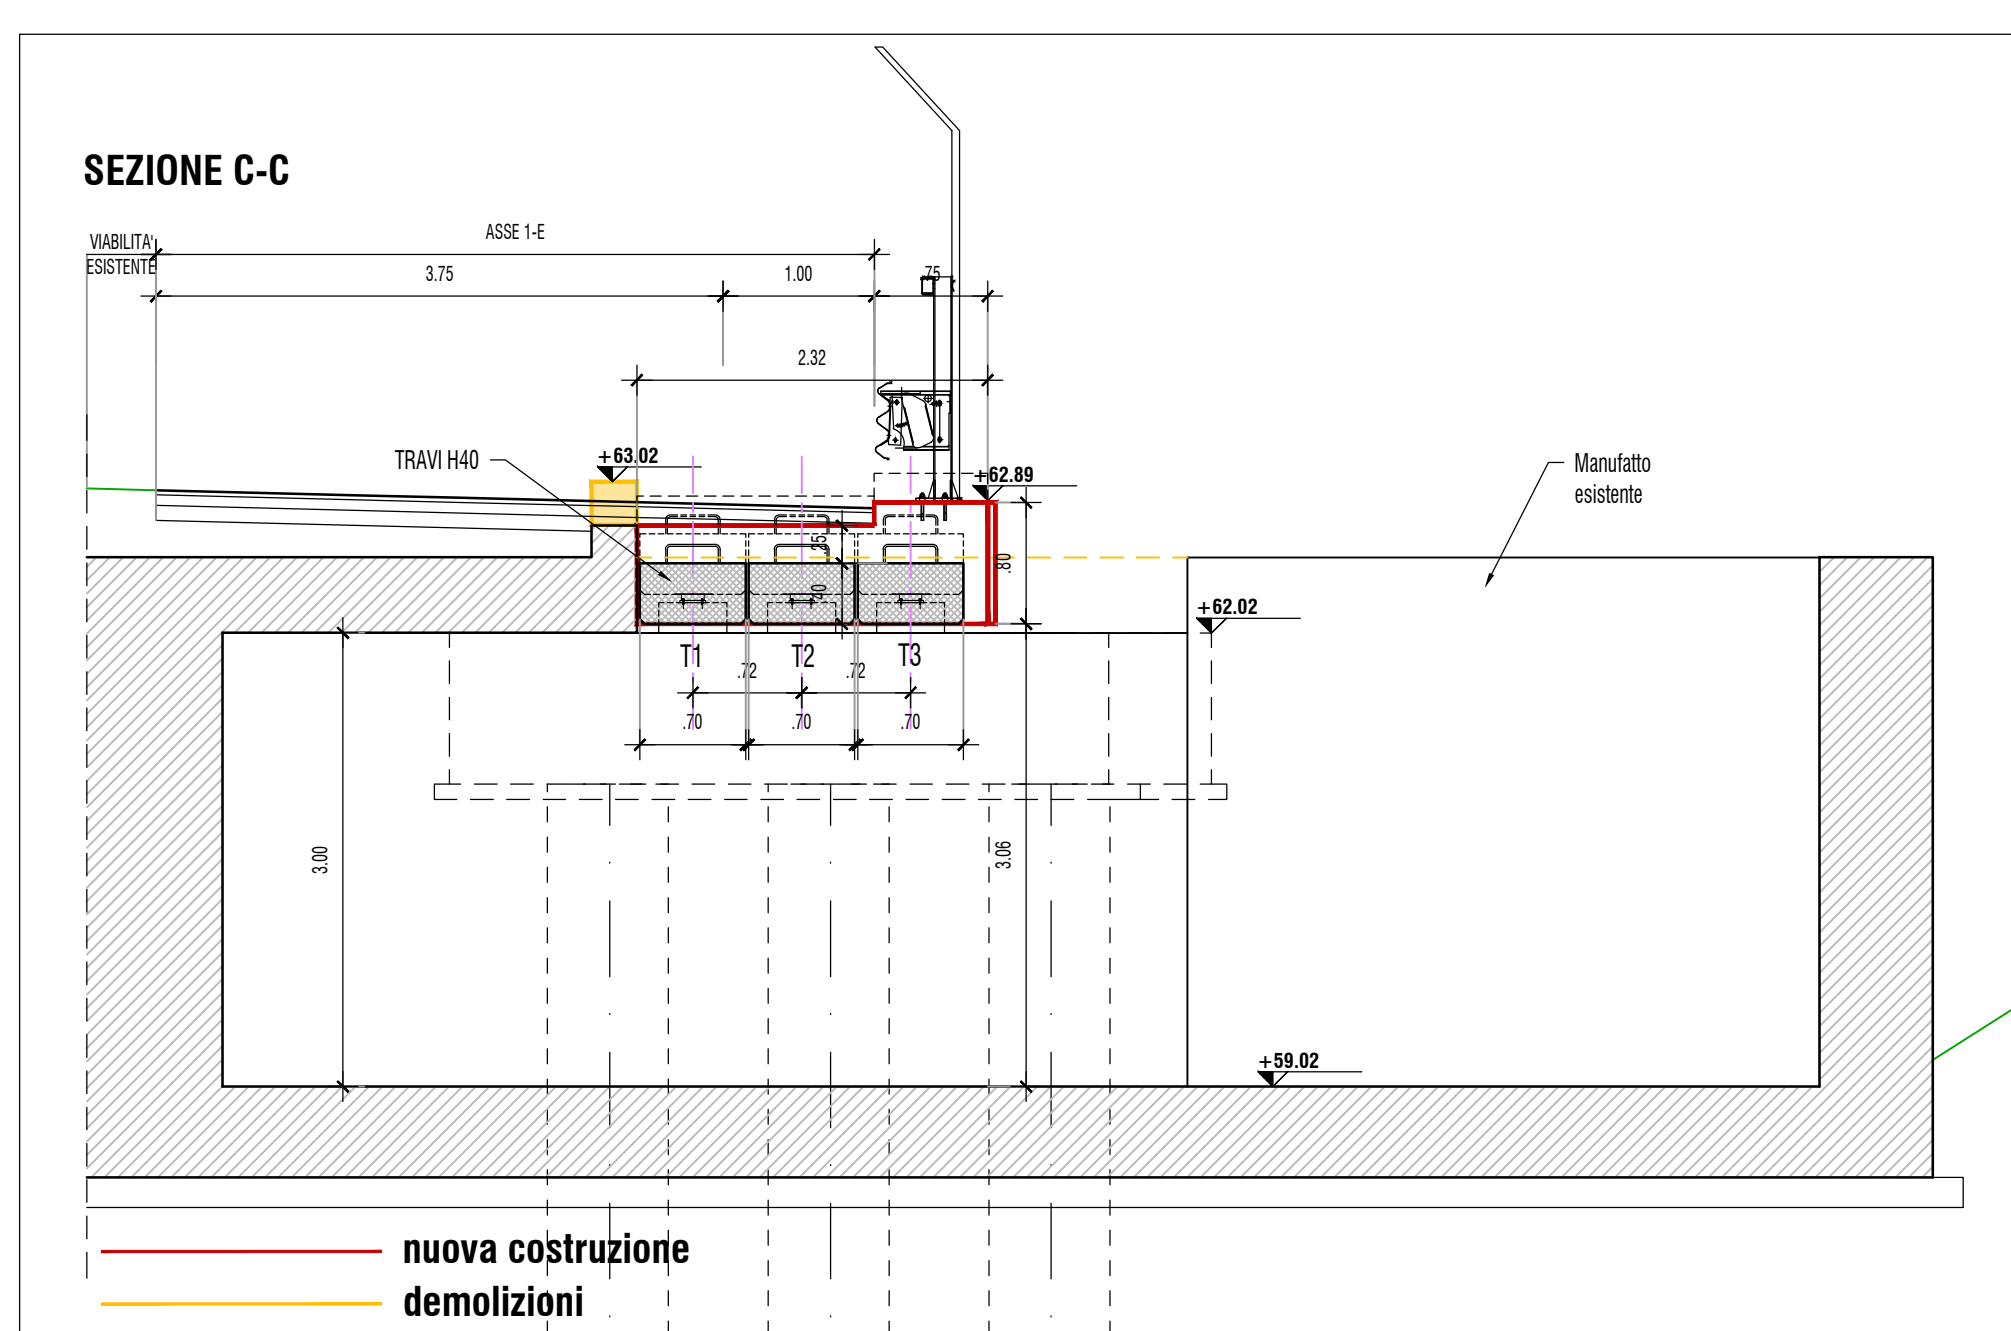 SEZIONE C-C
VIABILITA'
ESISTENTE
ASSE 1-E
3.75
1.00
.75
2.32
TRAVI H40
+63.02
+62.89
Manufatto
esistente
.25
.40
.80
+62.02
T1
T2
T3
.72
.72
.70
.70
.70
3.00
3.06
+59.02
nuova costruzione
demolizioni